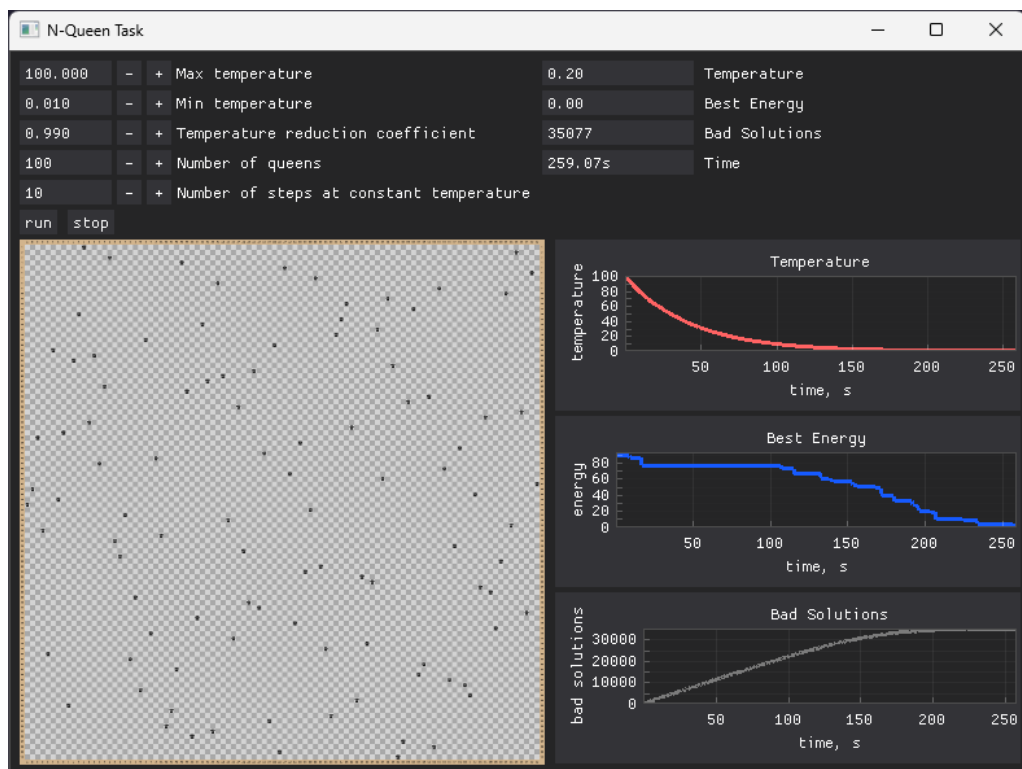 N-Queen Task
100.000 - + Max temperature 0.20 Temperature
0.010 - + Min temperature 0.00 Best Energy
0.990 - + Temperature reduction coefficient 35077 Bad Solutions
100 - + Number of queens 259.07s Time
10 - + Number of steps at constant temperature
run stop
Temperature
temperature
100
80
60
40
20
0
50 100 150 200 250
time, s
Best Energy
energy
80
60
40
20
0
50 100 150 200 250
time, s
Bad Solutions
bad solutions
30000
20000
10000
0
50 100 150 200 250
time, s